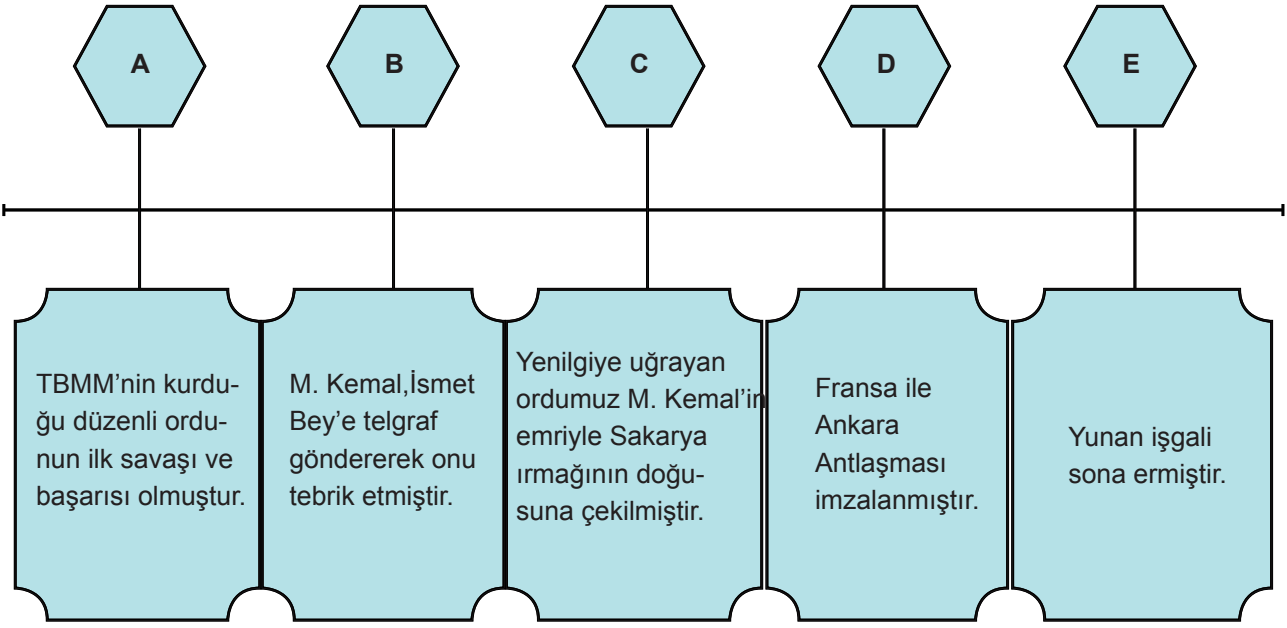 A
B
C
D
E
TBMM’nin kurdu-
ğu düzenli ordu-
nun ilk savaşı ve
başarısı olmuştur.
M. Kemal,İsmet
Bey’e telgraf
göndererek onu
tebrik etmiştir.
Yenilgiye uğrayan
ordumuz M. Kemal’in
emriyle Sakarya
ırmağının doğu-
suna çekilmiştir.
Fransa ile
Ankara
Antlaşması
imzalanmıştır.
Yunan işgali
sona ermiştir.